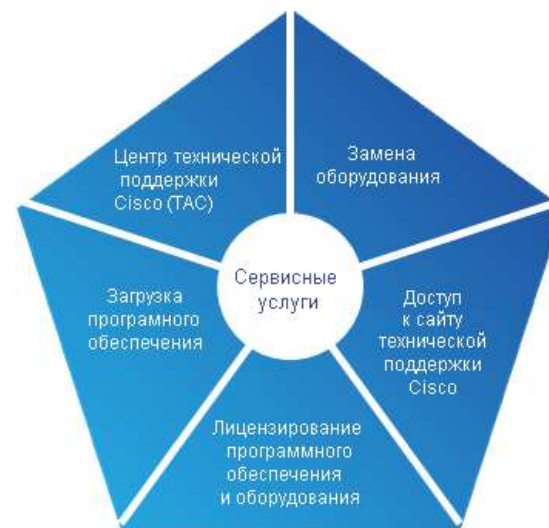 Центр технической
поддержки
Cisco (TAC)
Замена
оборудования
Сервисные
услуги
Загрузка
програмного
обеспечения
Доступ
к сайту
технической
поддержки
Cisco
Лицензирование
программного
обеспечения
и оборудования